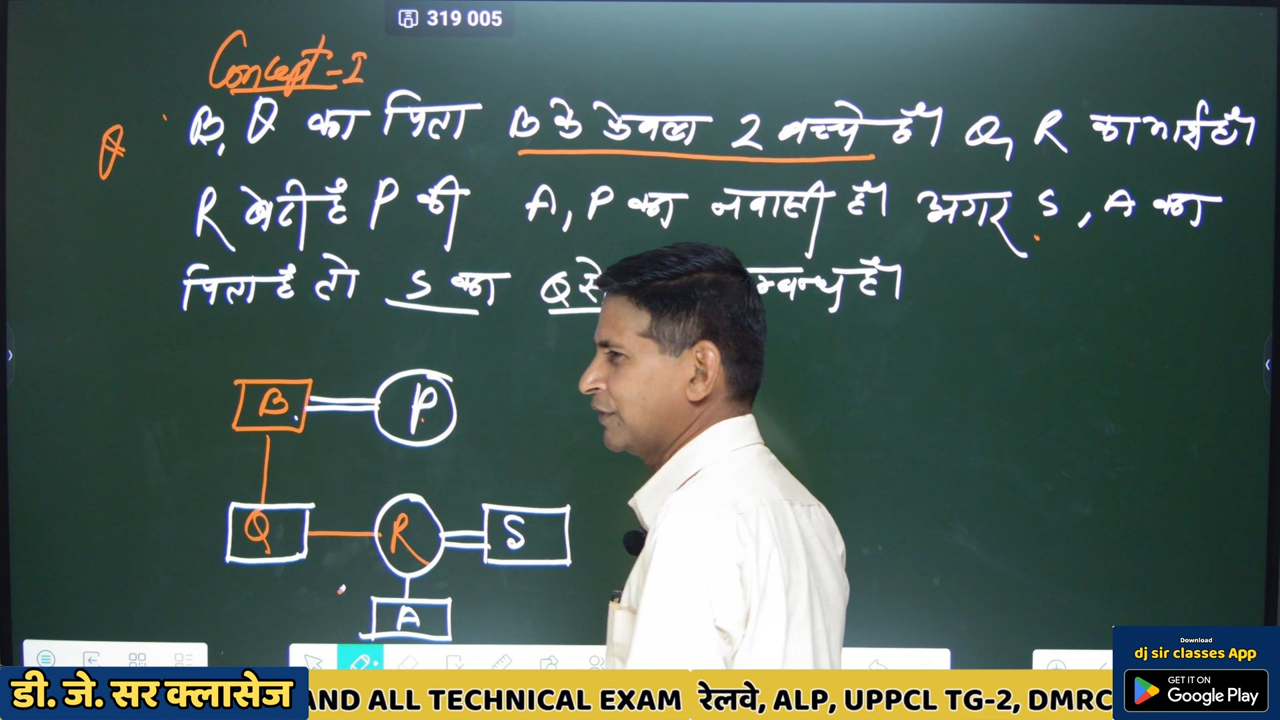 319 005
Concept-I
Q B, Q का पिता B के केवल 2 बच्चे हैं। Q, R का भाई है।
R बेटी है P की A, P का नवासी है। अगर S, A का
पिता है तो S का Q से म्बन्ध है।
B P
Q R S
A
Download
dj sir classes App
GET IT ON
Google Play
डी. जे. सर क्लासेज AND ALL TECHNICAL EXAM रेलवे, ALP, UPPCL TG-2, DMRC